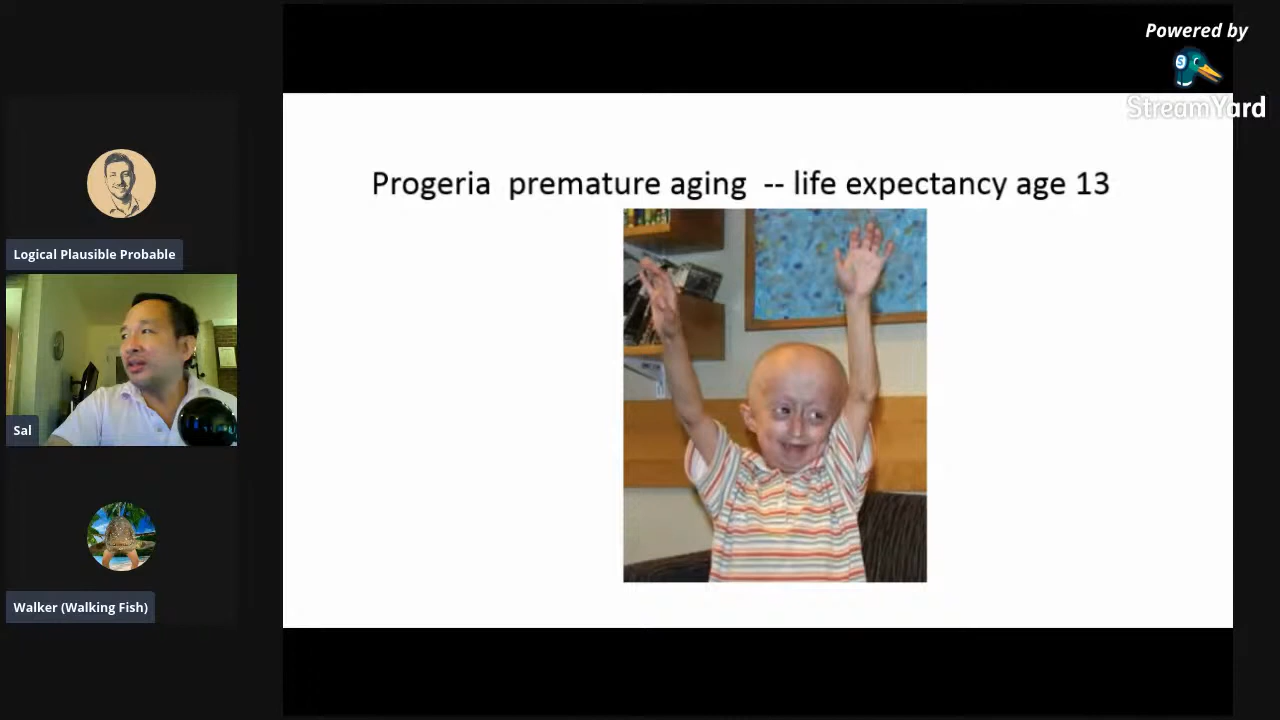 Powered by
StreamYard
Progeria  premature aging  -- life expectancy age 13
Logical Plausible Probable
Sal
Walker (Walking Fish)